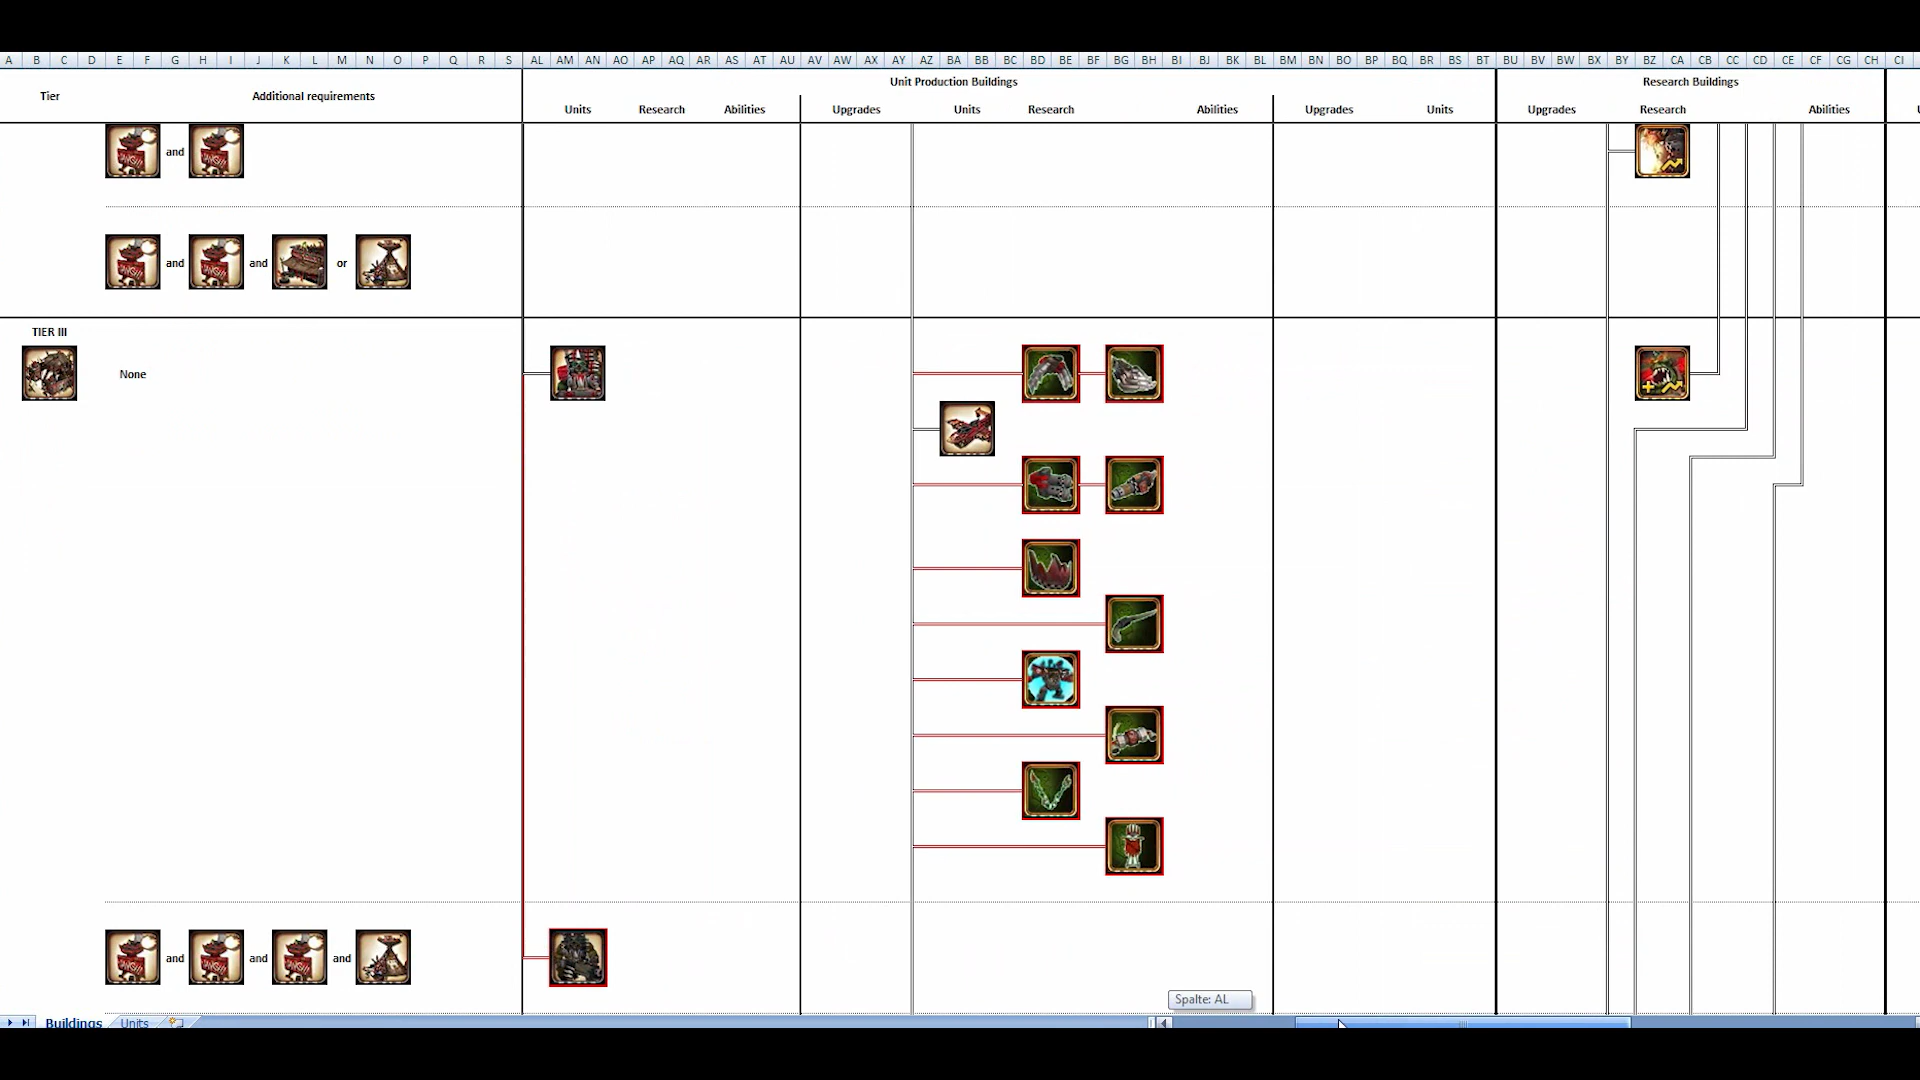 A B C D E F G H I J K L M N O P Q R S AL AM AN AO AP AQ AR AS AT AU AV AW AX AY AZ BA BB BC BD BE BF BG BH BI BJ BK BL BM BN BO BP BQ BR BS BT BU BV BW BX BY BZ CA CB CC CD CE CF CG CH CI
Unit Production Buildings Research Buildings
Tier Additional requirements
Units Research Abilities Upgrades Units Research Abilities Upgrades Units Upgrades Research Abilities
and
and and or
TIER III
None
and and and
Spalte: AL
Buildings Units